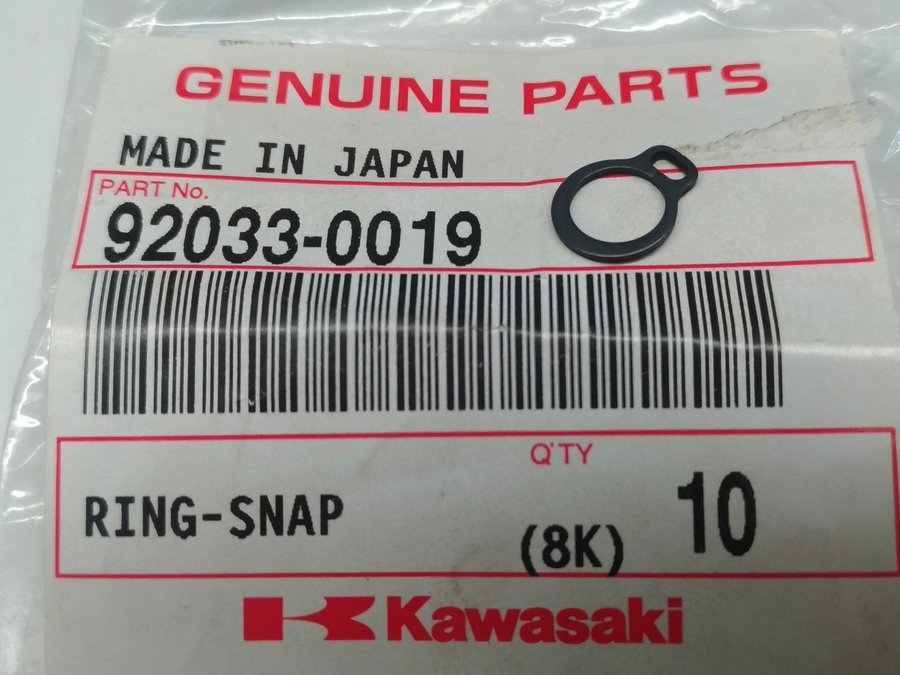 GENUINE PARTS
MADE IN JAPAN
PART No.
92033-0019
Q'TY
RING-SNAP (8K) 10
Kawasaki